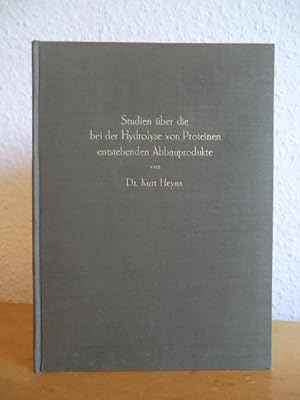 Studien über die
bei der Hydrolyse von Proteinen
entstehenden Abbauprodukte
von
Dr. Kurt Heyns